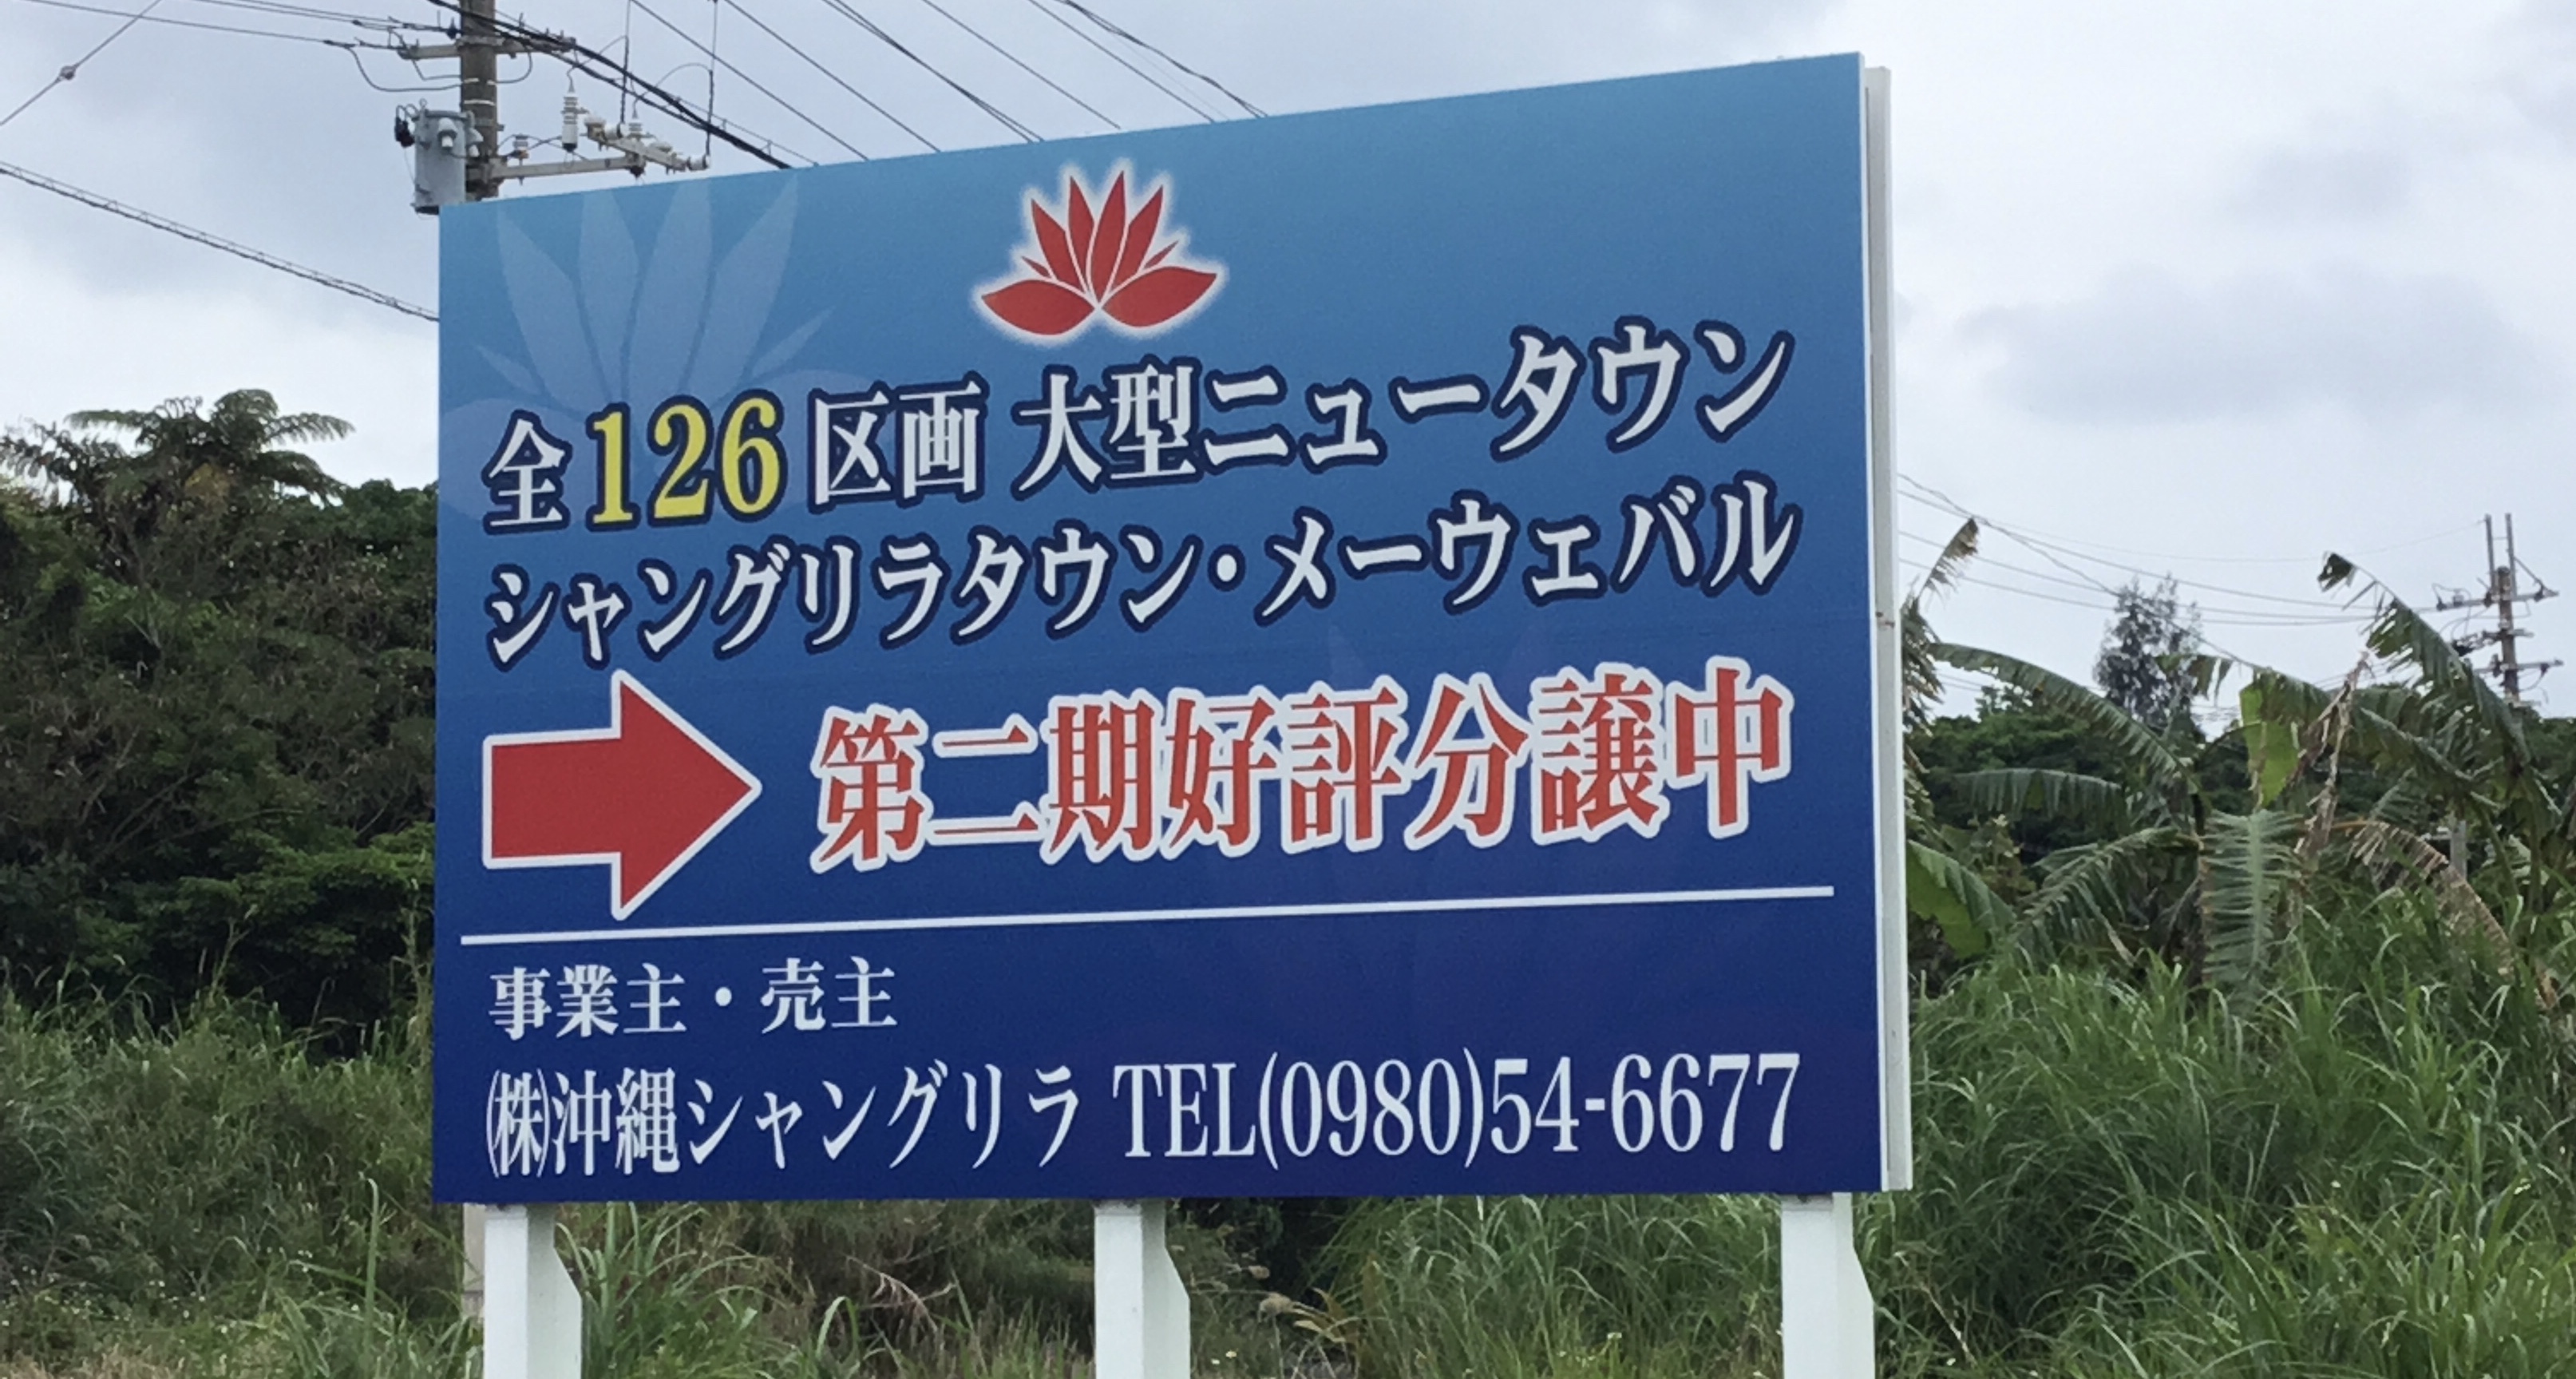 全126区画 大型ニュータウン
シャングリラタウン・メーウェバル
第二期好評分譲中
事業主・売主
㈱沖縄シャングリラ TEL(0980)54-6677